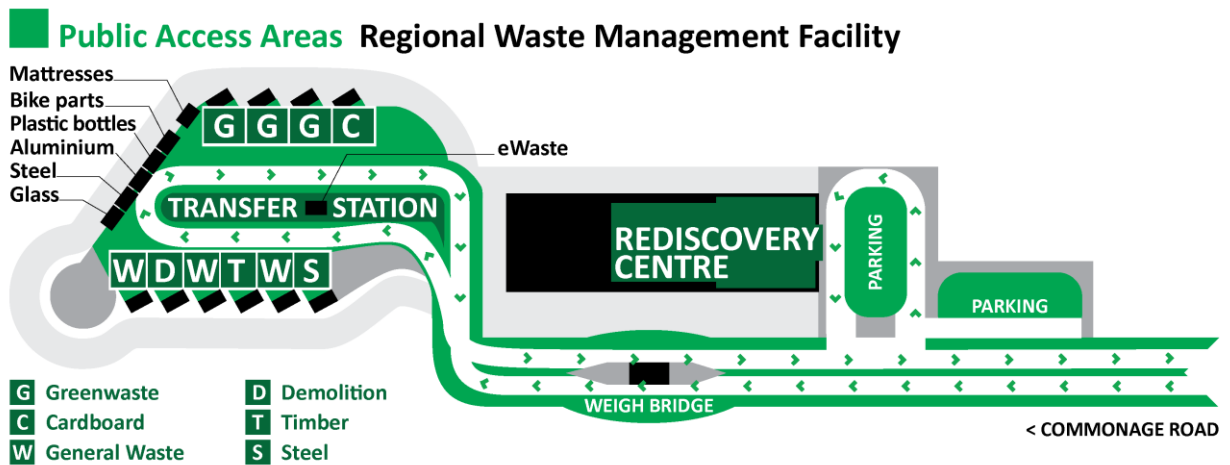 Public Access Areas Regional Waste Management Facility
Mattresses
Bike parts
Plastic bottles
Aluminium
Steel
Glass
G G G C
eWaste
TRANSFER STATION
W D W T W S
REDISCOVERY
CENTRE
PARKING
PARKING
WEIGH BRIDGE
< COMMONAGE ROAD
G Greenwaste
C Cardboard
W General Waste
D Demolition
T Timber
S Steel